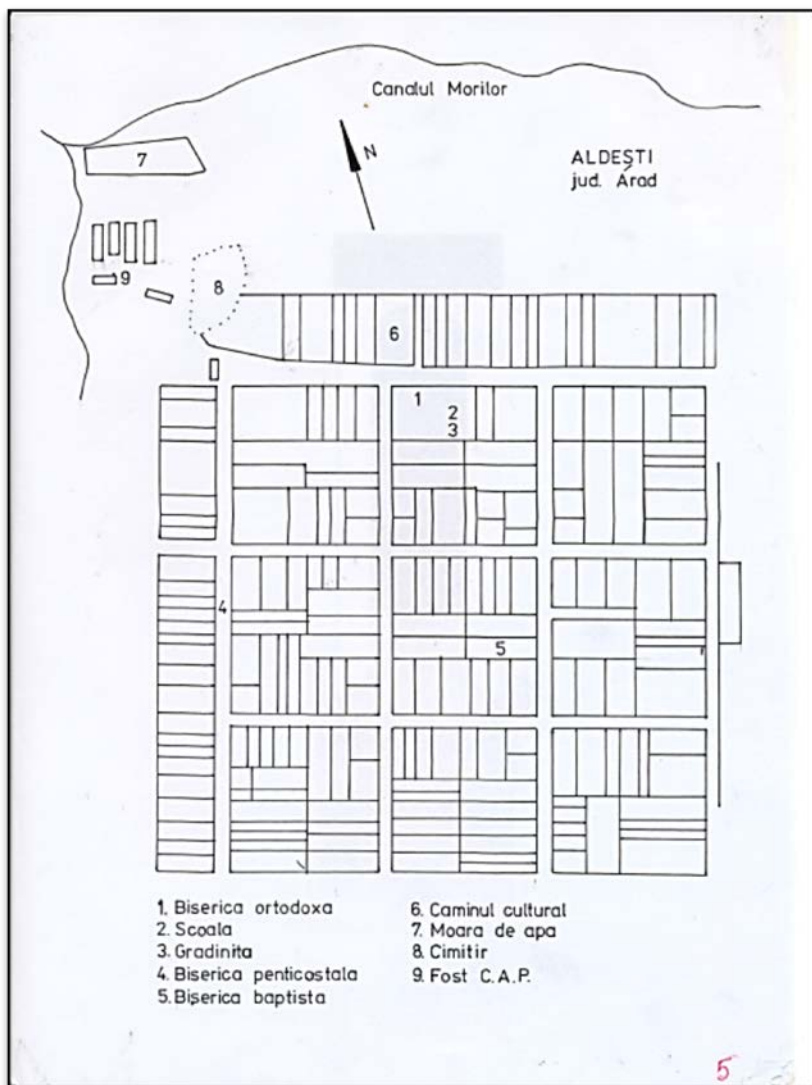 Canalul Morilor
N
ALDEȘTI
jud. Arad
7
9
8
6
1
2
3
4
5
1. Biserica ortodoxa
2. Scoala
3. Gradinita
4. Biserica penticostala
5. Biserica baptista
6. Caminul cultural
7. Moara de apa
8. Cimitir
9. Fost C.A.P.
5